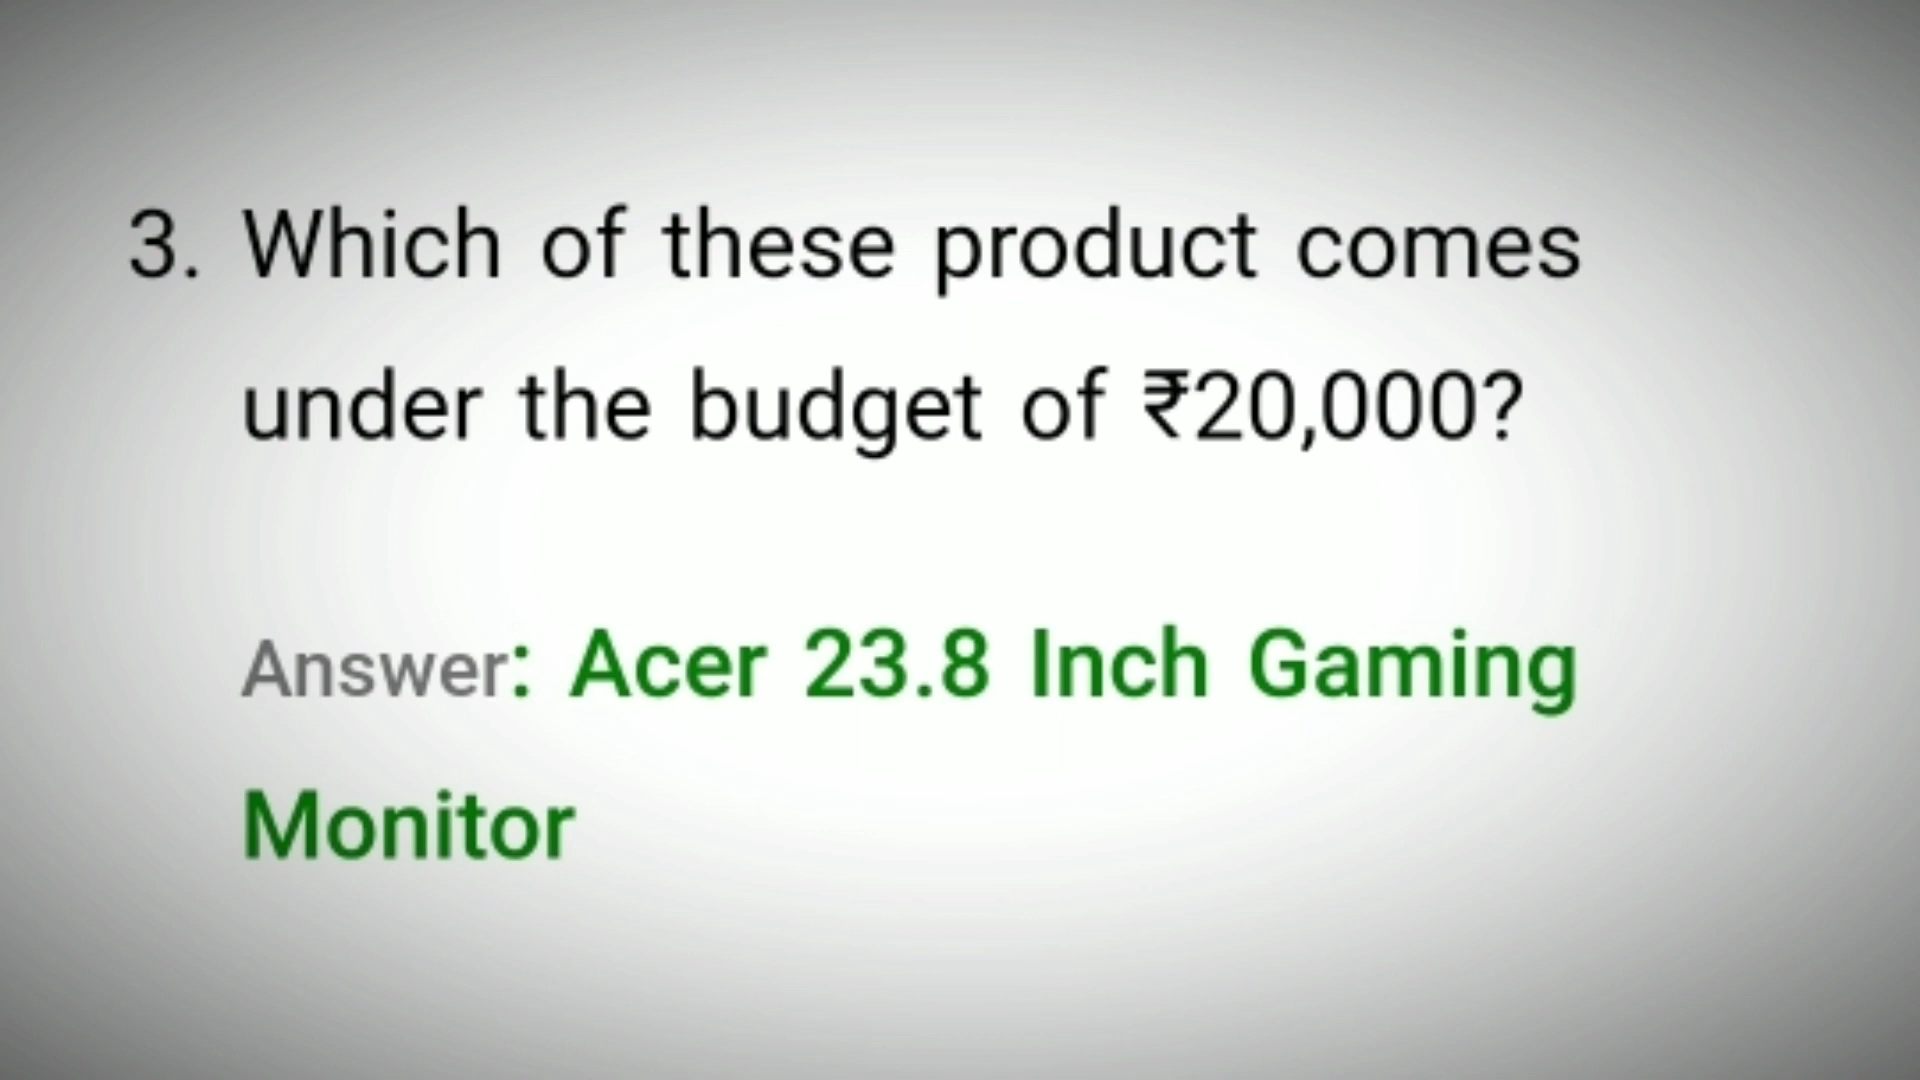 3. Which of these product comes
under the budget of ₹20,000?
Answer: Acer 23.8 Inch Gaming
Monitor